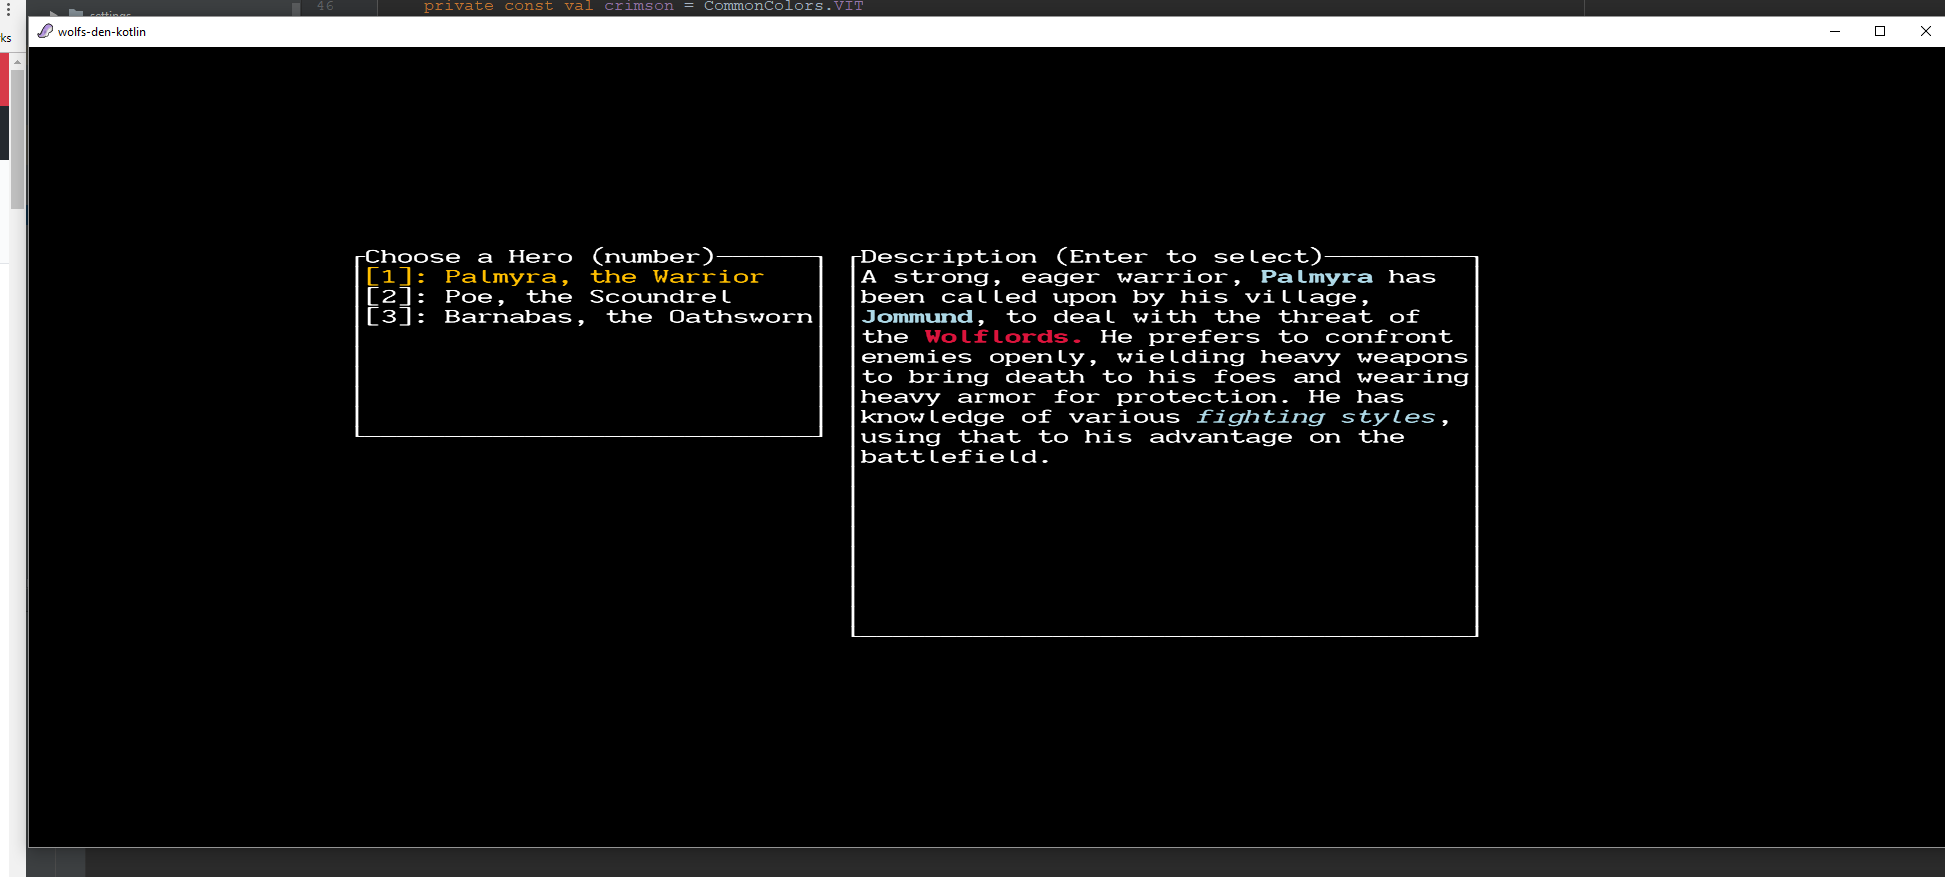 46 private const val crimson = CommonColors.VIT
settings
wolfs-den-kotlin
ks
Choose a Hero (number)
[1]: Palmyra, the Warrior
[2]: Poe, the Scoundrel
[3]: Barnabas, the Oathsworn
Description (Enter to select)
A strong, eager warrior, Palmyra has
been called upon by his village,
Jommund, to deal with the threat of
the Wolflords. He prefers to confront
enemies openly, wielding heavy weapons
to bring death to his foes and wearing
heavy armor for protection. He has
knowledge of various fighting styles,
using that to his advantage on the
battlefield.